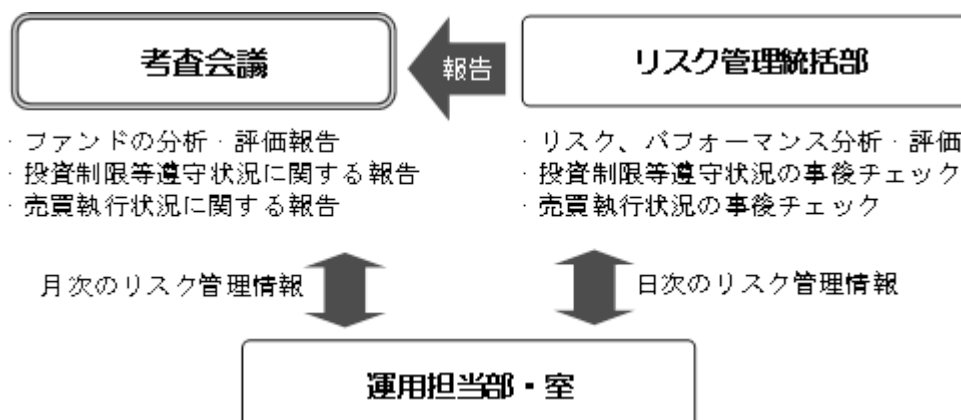 考査会議
報告
リスク管理統括部
・ファンドの分析・評価報告
・投資制限等遵守状況に関する報告
・売買執行状況に関する報告
・リスク、パフォーマンス分析・評価
・投資制限等遵守状況の事後チェック
・売買執行状況の事後チェック
月次のリスク管理情報
日次のリスク管理情報
運用担当部・室